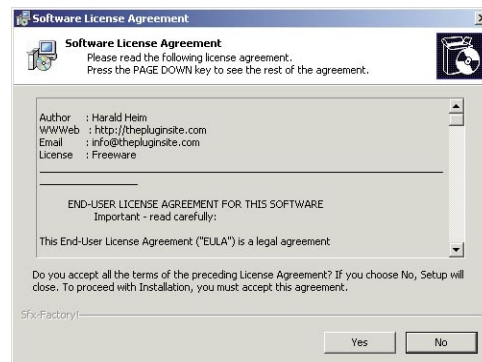 Software License Agreement
Software License Agreement
Please read the following license agreement.
Press the PAGE DOWN key to see the rest of the agreement.
Author : Harald Heim
WWWeb : http://thepluginsite.com
Email : info@thepluginsite.com
License : Freeware
END-USER LICENSE AGREEMENT FOR THIS SOFTWARE
Important - read carefully:
This End-User License Agreement ("EULA") is a legal agreement
Do you accept all the terms of the preceding License Agreement? If you choose No, Setup will
close. To proceed with Installation, you must accept this agreement.
Sfx-Factory!
Yes
No